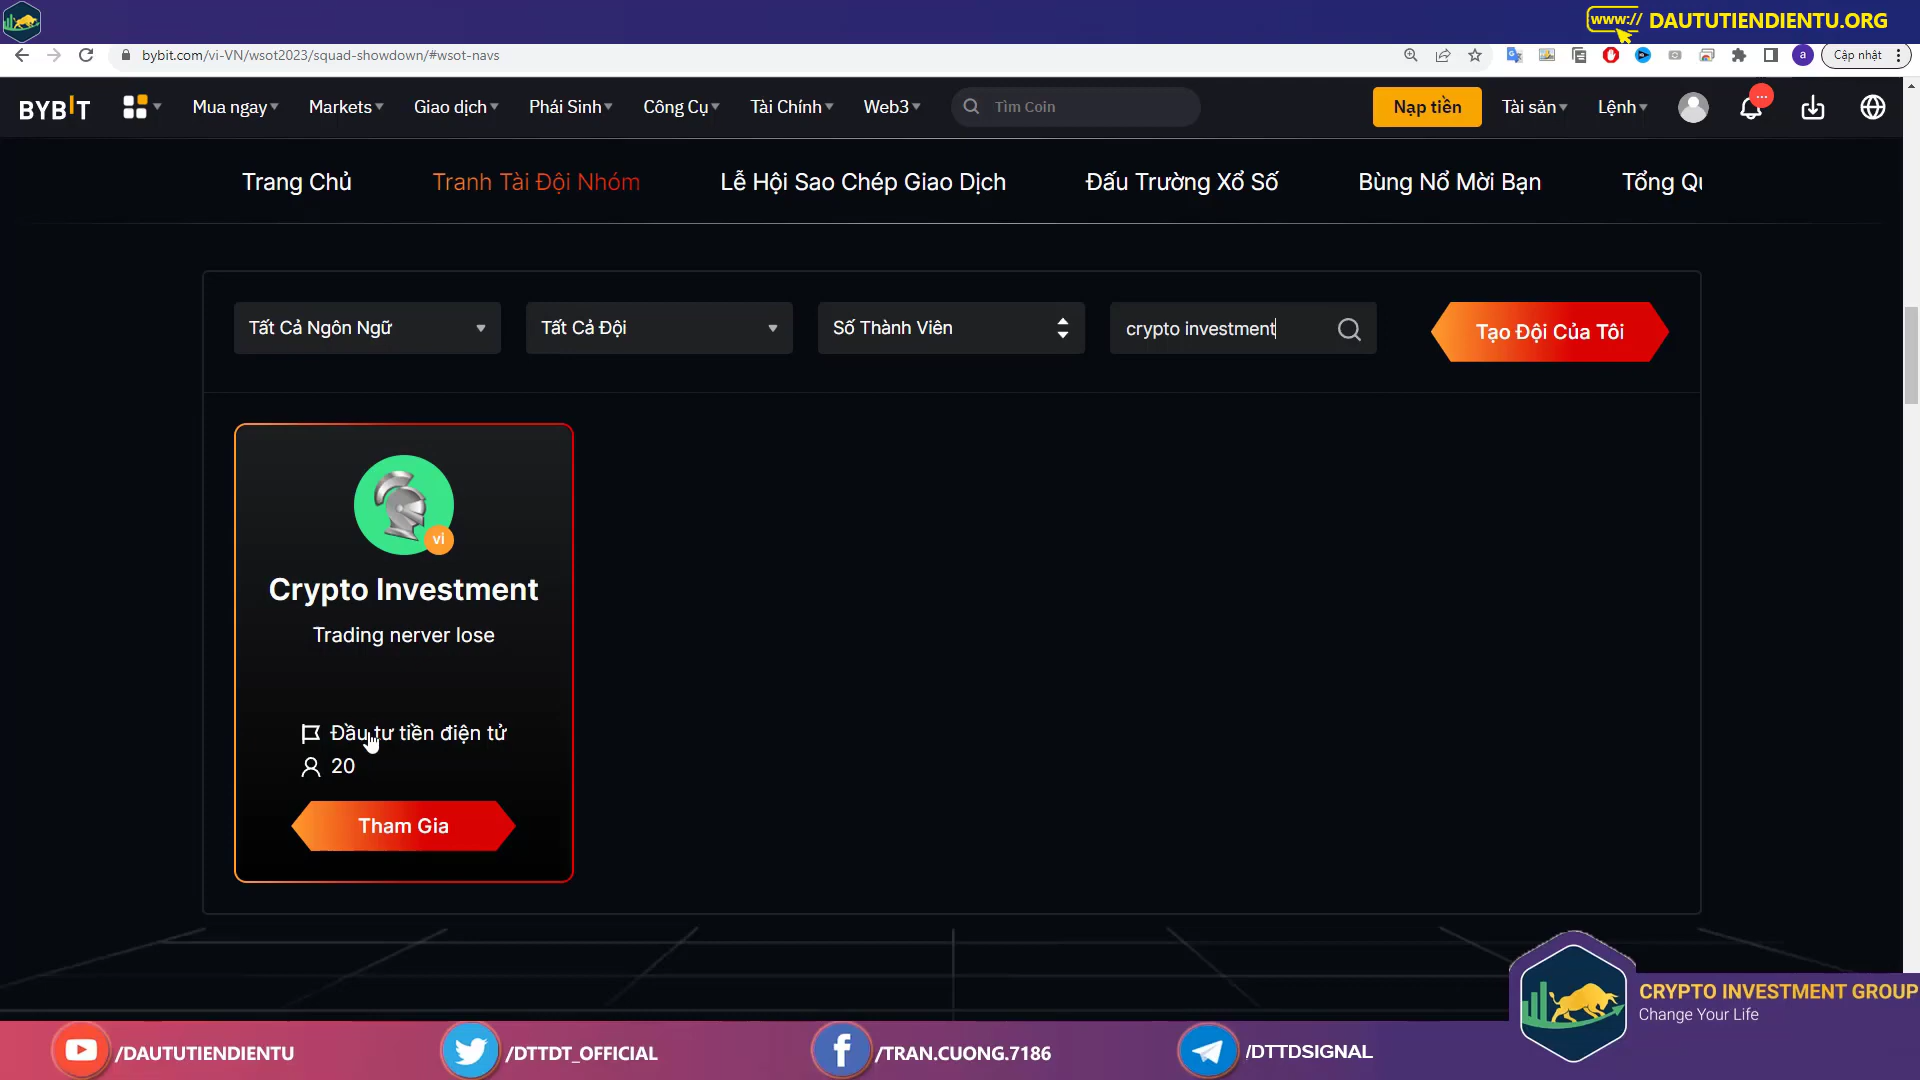 www:// DAUTUTIENDIENTU.ORG
bybit.com/vi-VN/wsot2023/squad-showdown/#wsot-navs
a
Cập nhật
BYBIT
Mua ngay
Markets
Giao dịch
Phái Sinh
Công Cụ
Tài Chính
Web3
Tìm Coin
Nạp tiền
Tài sản
Lệnh
...
Trang Chủ
Tranh Tài Đội Nhóm
Lễ Hội Sao Chép Giao Dịch
Đấu Trường Xổ Số
Bùng Nổ Mời Bạn
Tổng Qu
Tất Cả Ngôn Ngữ
Tất Cả Đội
Số Thành Viên
crypto investment
Tạo Đội Của Tôi
vi
Crypto Investment
Trading nerver lose
Đầu tư tiền điện tử
20
Tham Gia
CRYPTO INVESTMENT GROUP
Change Your Life
/DAUTUTIENDIENTU
/DTTDT_OFFICIAL
/TRAN.CUONG.7186
/DTTDSIGNAL